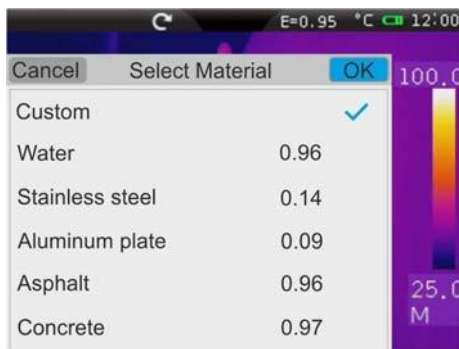 E=0.95 °C 12:00
Cancel Select Material OK
100.0
Custom
Water 0.96
Stainless steel 0.14
Aluminum plate 0.09
Asphalt 0.96
25.0
Concrete 0.97
M